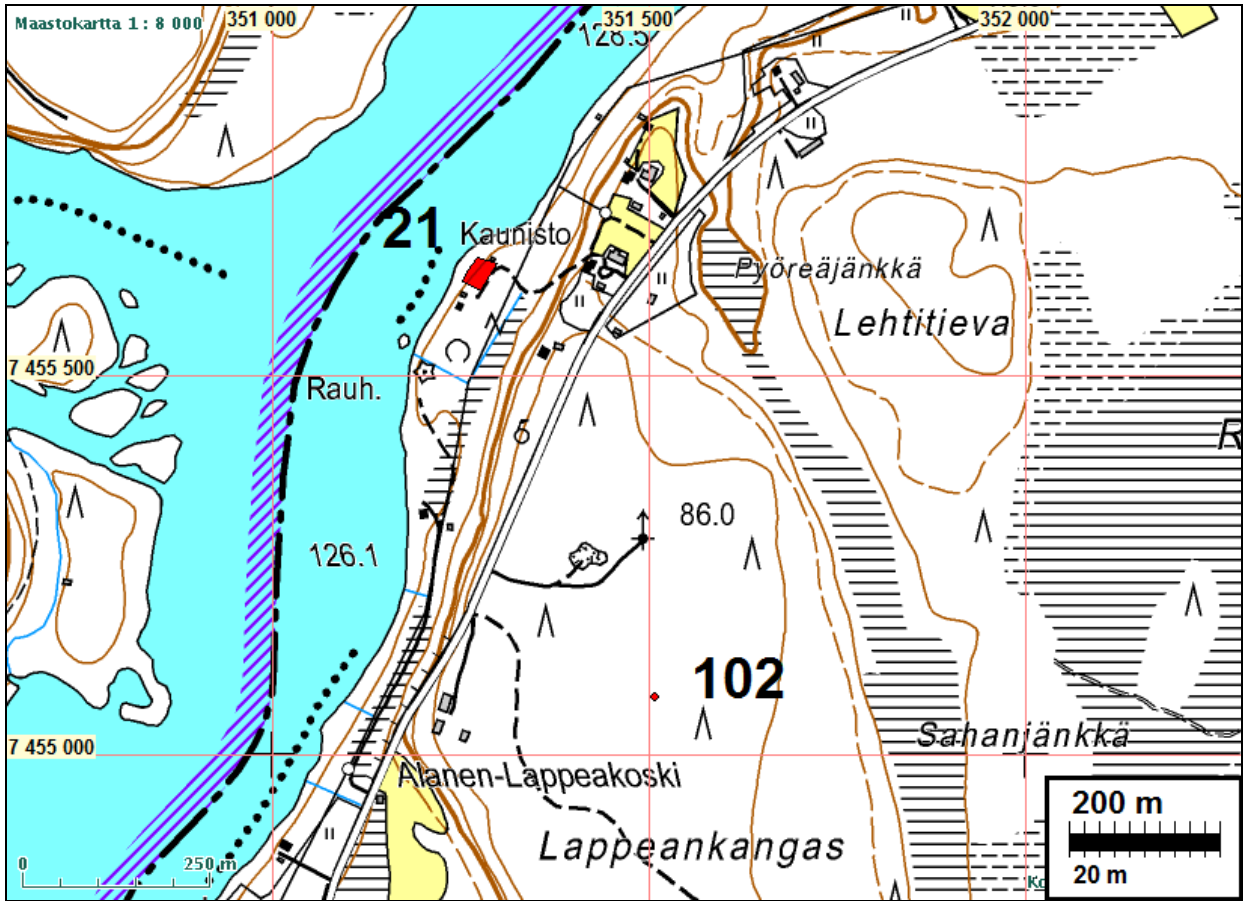 Maastokartta 1 : 8 000
351 000
351 500
352 000
128.5
21
Kaunisto
Pyöreäjänkkä
Lehtitieva
7 455 500
Rauh.
R
86.0
126.1
102
Sahanjänkkä
7 455 000
Alanen-Lappeakoski
Lappeankangas
200 m
20 m
0
250 m